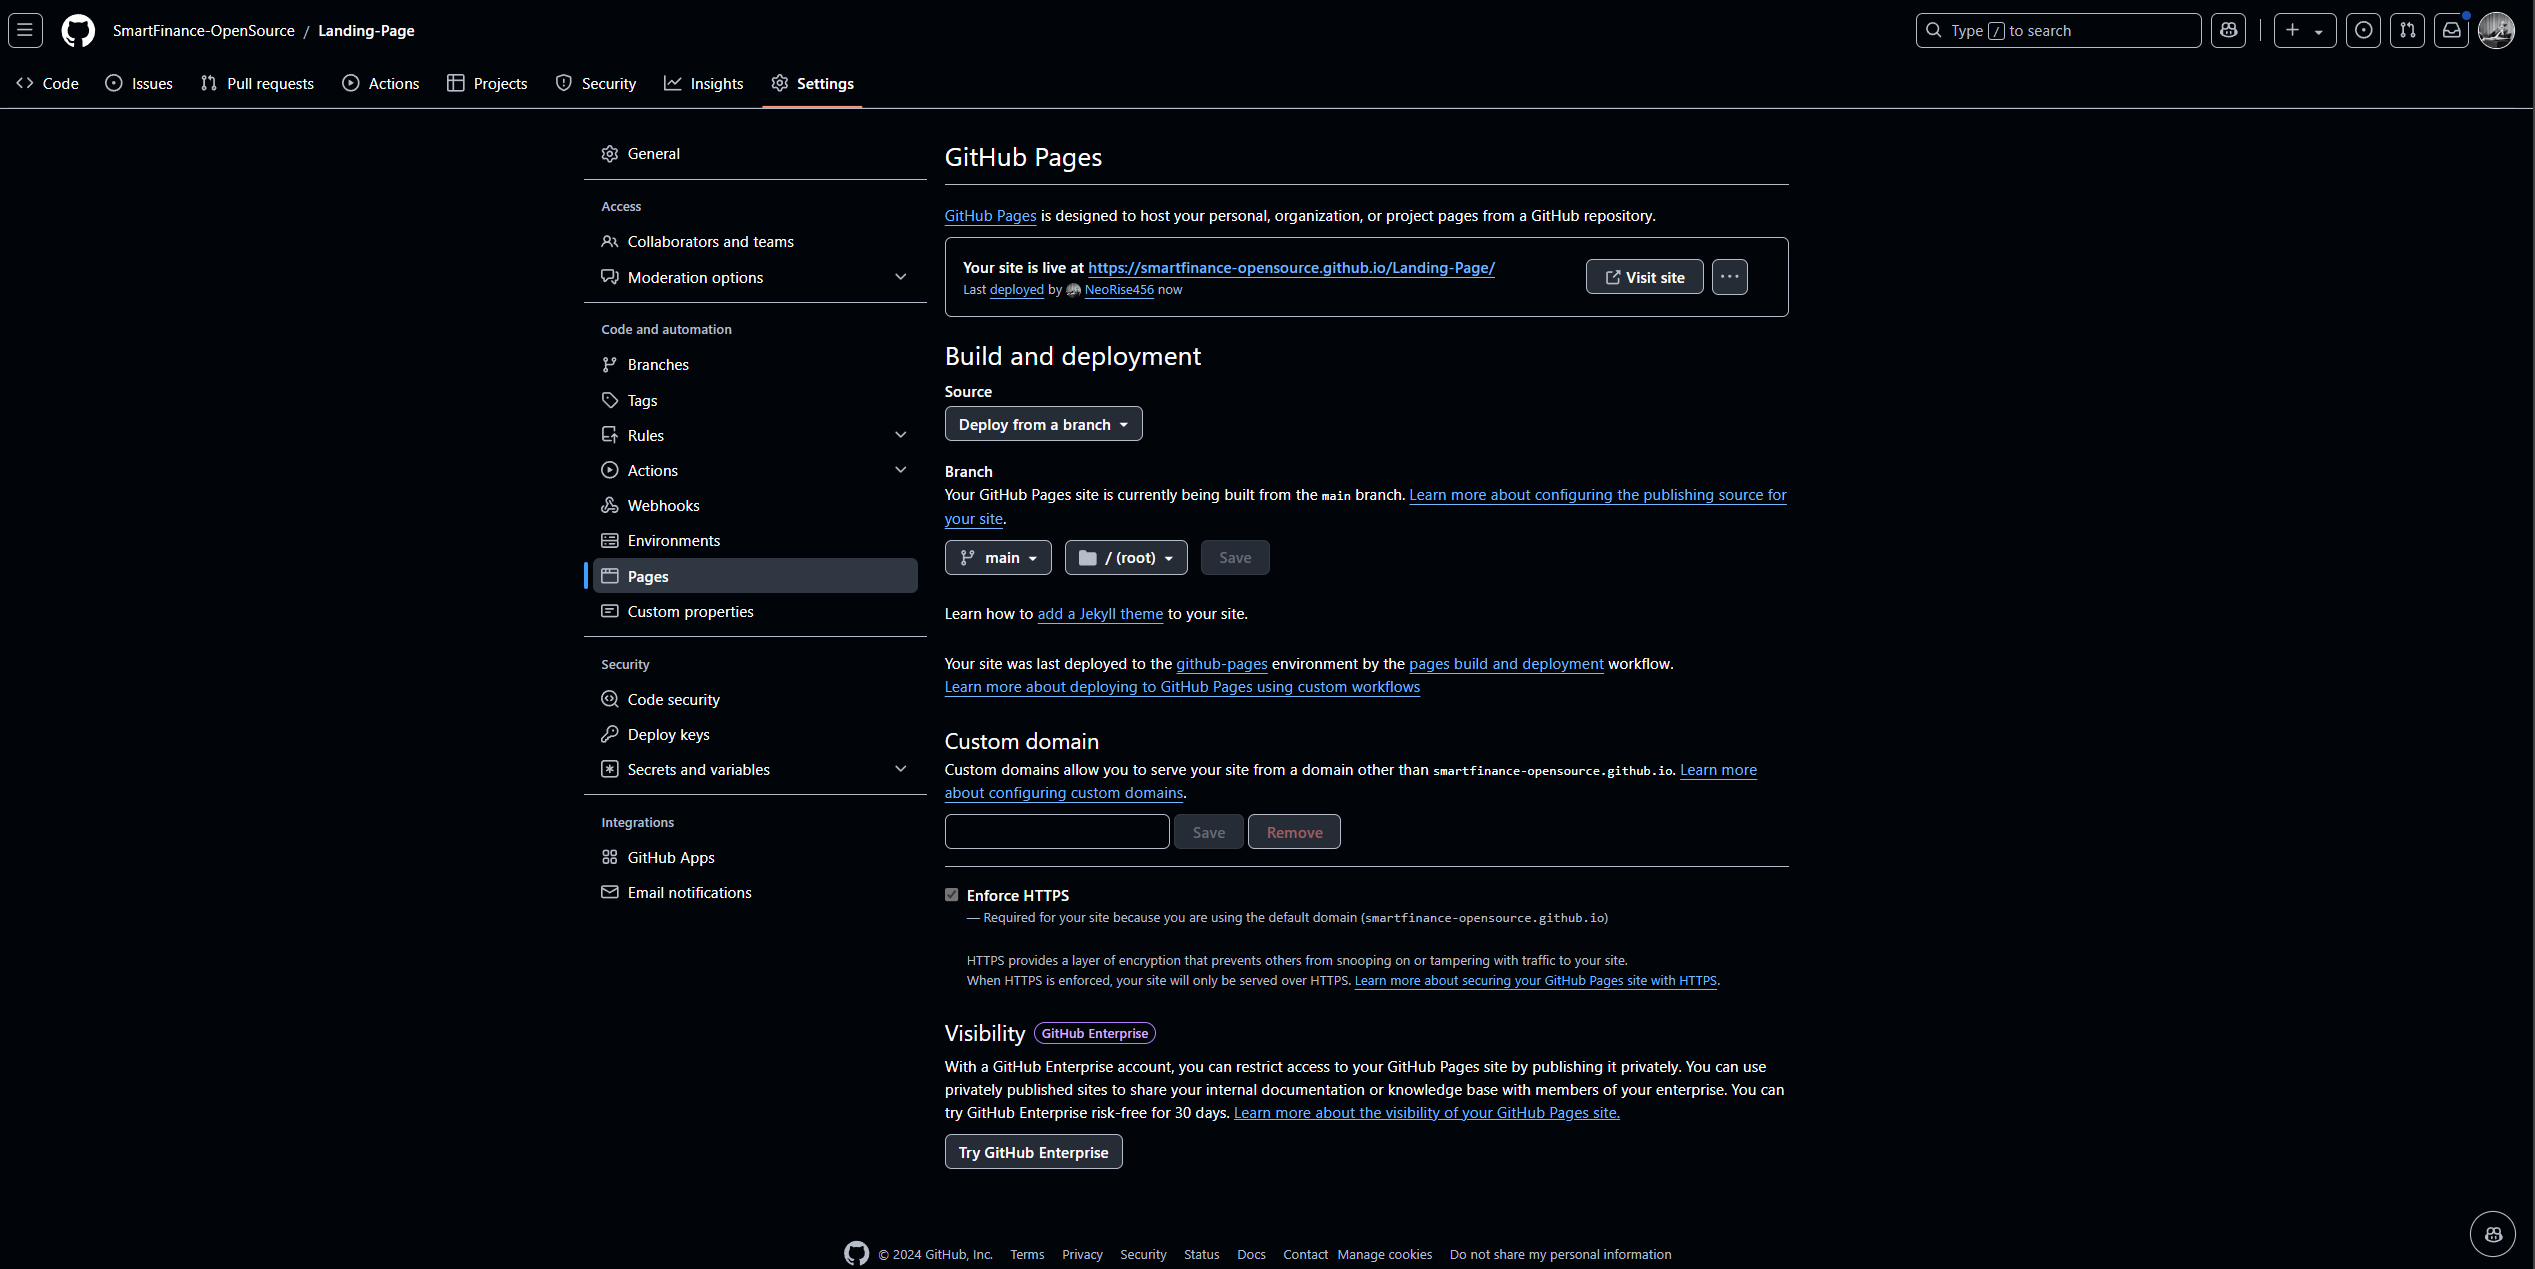 SmartFinance-OpenSource / Landing-Page
Type / to search
Code Issues Pull requests Actions Projects Security Insights Settings
General
Access
Collaborators and teams
Moderation options
Code and automation
Branches
Tags
Rules
Actions
Webhooks
Environments
Pages
Custom properties
Security
Code security
Deploy keys
Secrets and variables
Integrations
GitHub Apps
Email notifications
GitHub Pages
GitHub Pages is designed to host your personal, organization, or project pages from a GitHub repository.
Your site is live at https://smartfinance-opensource.github.io/Landing-Page/
Last deployed by NeoRise456 now
Visit site
Build and deployment
Source
Deploy from a branch
Branch
Your GitHub Pages site is currently being built from the main branch. Learn more about configuring the publishing source for
your site.
main / (root) Save
Learn how to add a Jekyll theme to your site.
Your site was last deployed to the github-pages environment by the pages build and deployment workflow.
Learn more about deploying to GitHub Pages using custom workflows
Custom domain
Custom domains allow you to serve your site from a domain other than smartfinance-opensource.github.io. Learn more
about configuring custom domains.
Save Remove
Enforce HTTPS
— Required for your site because you are using the default domain (smartfinance-opensource.github.io)
HTTPS provides a layer of encryption that prevents others from snooping on or tampering with traffic to your site.
When HTTPS is enforced, your site will only be served over HTTPS. Learn more about securing your GitHub Pages site with HTTPS.
Visibility GitHub Enterprise
With a GitHub Enterprise account, you can restrict access to your GitHub Pages site by publishing it privately. You can use
privately published sites to share your internal documentation or knowledge base with members of your enterprise. You can
try GitHub Enterprise risk-free for 30 days. Learn more about the visibility of your GitHub Pages site.
Try GitHub Enterprise
© 2024 GitHub, Inc. Terms Privacy Security Status Docs Contact Manage cookies Do not share my personal information